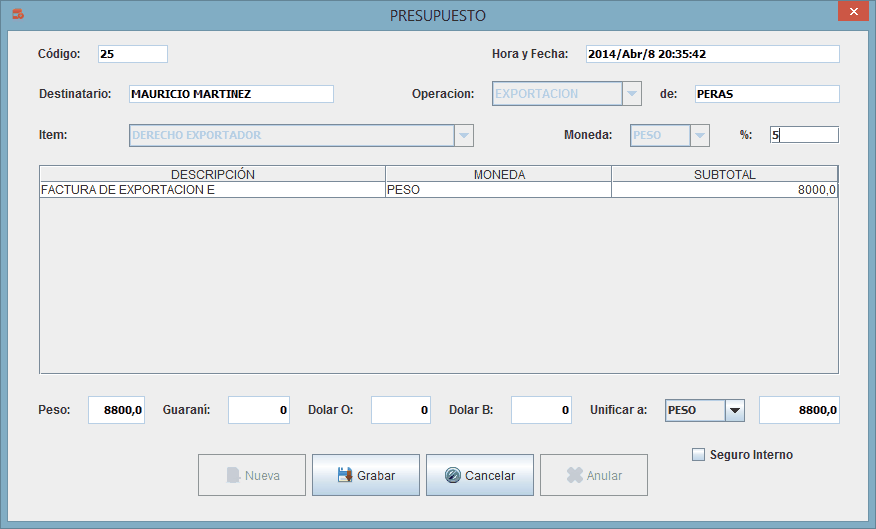 PRESUPUESTO
Código: 25 Hora y Fecha: 2014/Abr/8 20:35:42
Destinatario: MAURICIO MARTINEZ Operacion: EXPORTACION de: PERAS
Item: DERECHO EXPORTADOR Moneda: PESO %: 5
DESCRIPCIÓN MONEDA SUBTOTAL
FACTURA DE EXPORTACION E PESO 8000,0
Peso: 8800,0 Guaraní: 0 Dolar O: 0 Dolar B: 0 Unificar a: PESO 8800,0
Seguro Interno
Nueva Grabar Cancelar Anular